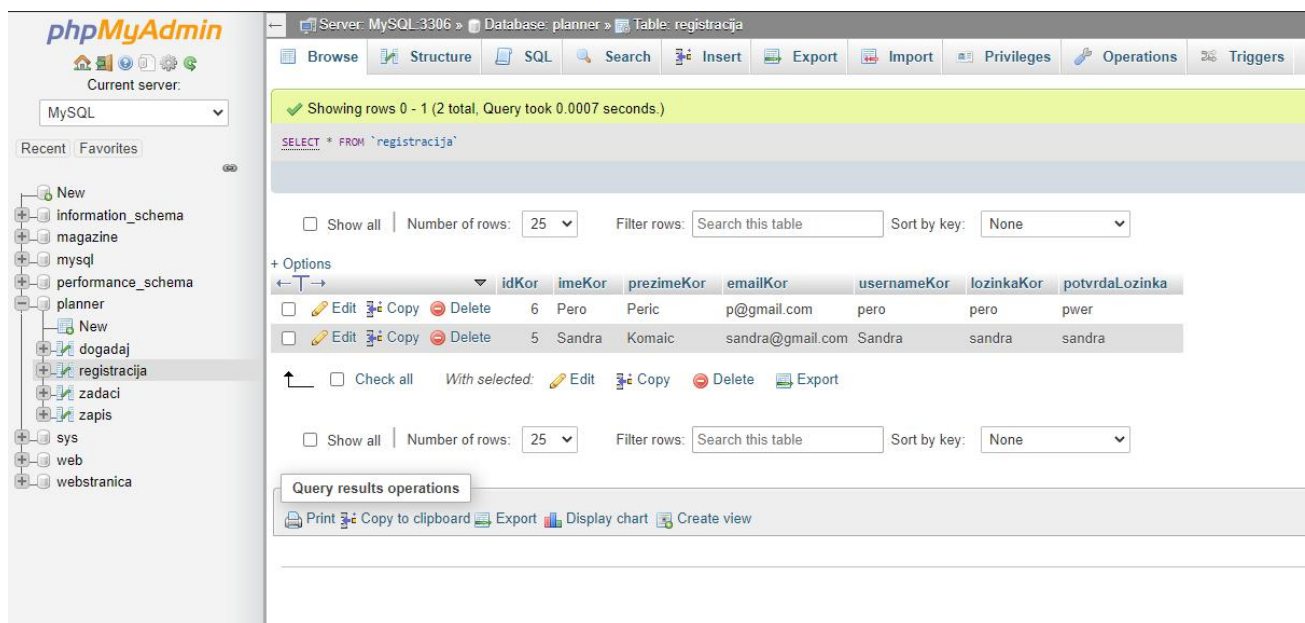 phpMyAdmin
Current server:
MySQL
Recent Favorites
New
information_schema
magazine
mysql
performance_schema
planner
New
dogadaj
registracija
zadaci
zapis
sys
web
webstranica
Server: MySQL:3306 » Database: planner » Table: registracija
Browse Structure SQL Search Insert Export Import Privileges Operations Triggers
Showing rows 0 - 1 (2 total, Query took 0.0007 seconds.)
SELECT * FROM `registracija`
Show all | Number of rows: 25 Filter rows: Search this table Sort by key: None
+ Options
←T→ idKor imeKor prezimeKor emailKor usernameKor lozinkaKor potvrdaLozinka
Edit Copy Delete 6 Pero Peric p@gmail.com pero pero pwer
Edit Copy Delete 5 Sandra Komaic sandra@gmail.com Sandra sandra sandra
Check all With selected: Edit Copy Delete Export
Show all | Number of rows: 25 Filter rows: Search this table Sort by key: None
Query results operations
Print Copy to clipboard Export Display chart Create view